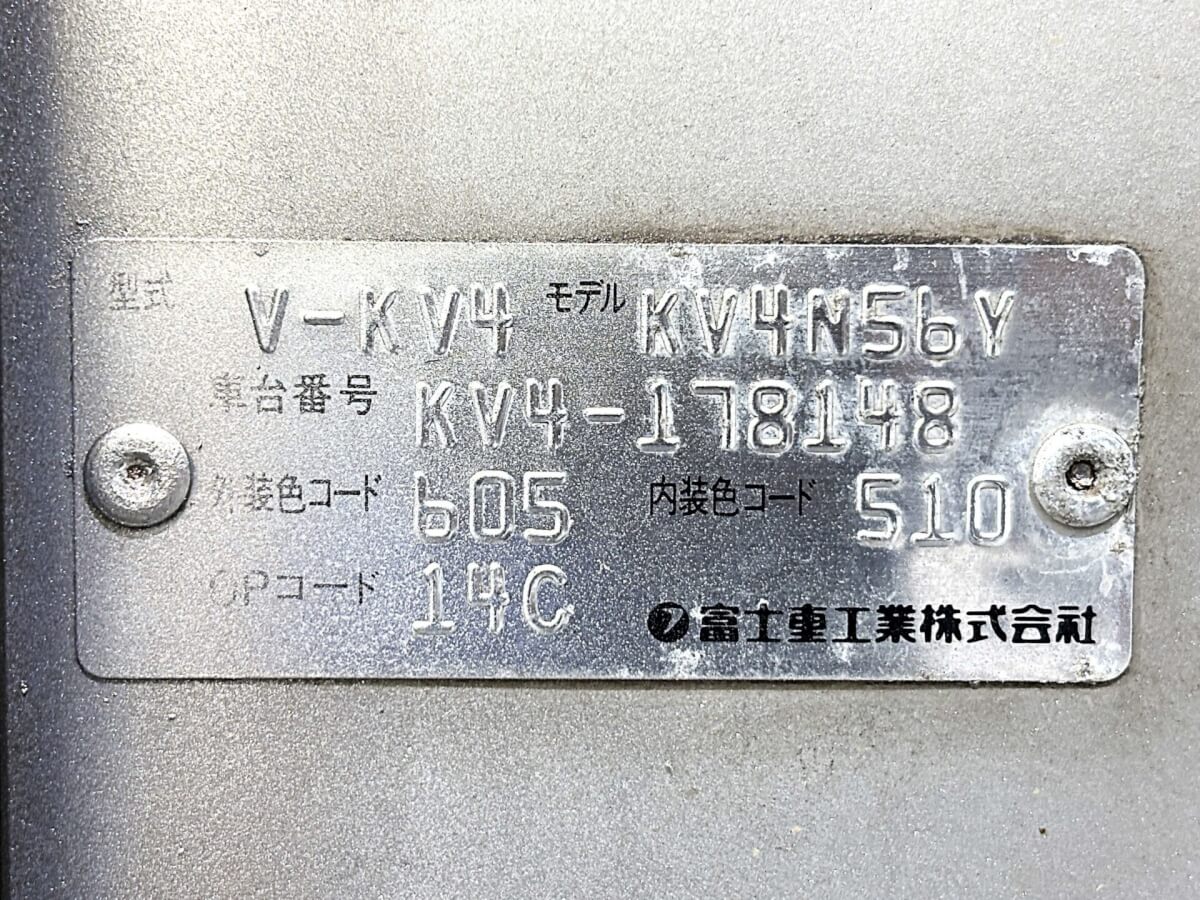 型式 V-KV4 モデル KV4N56Y
車台番号 KV4-178148
外装色コード 605 内装色コード 510
OPコード 14C
富士重工業株式会社